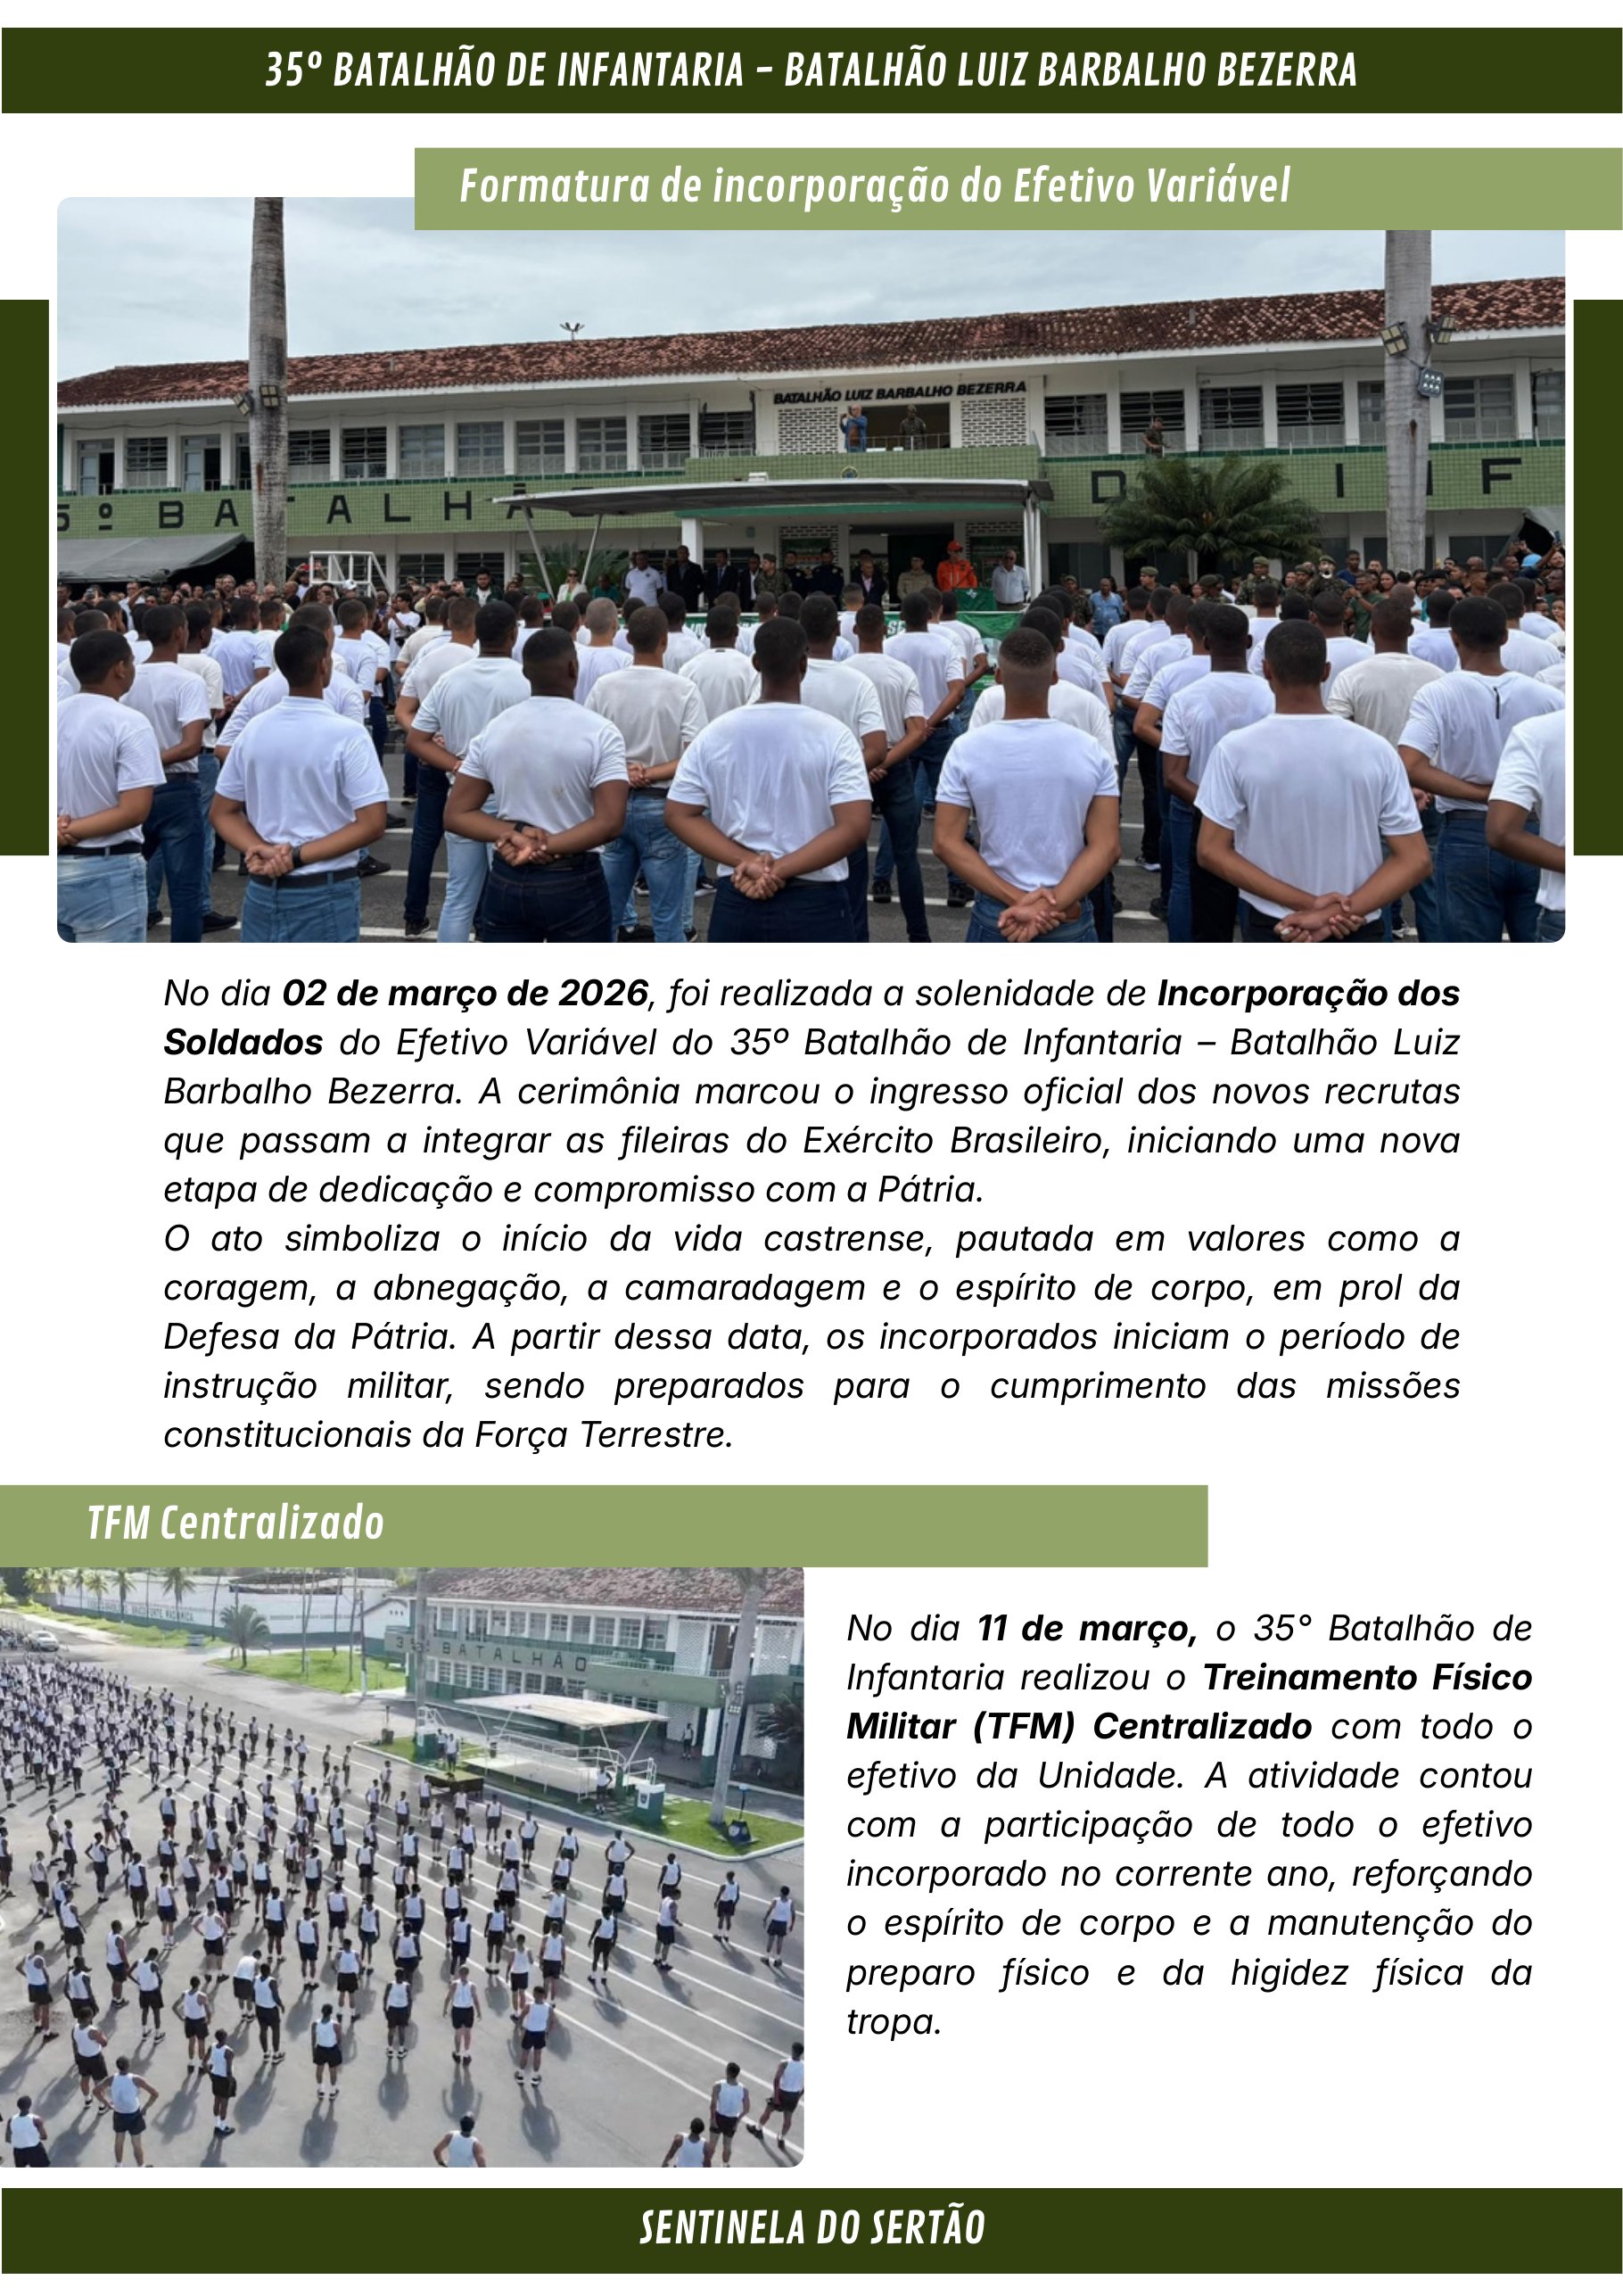 35º BATALHÃO DE INFANTARIA – BATALHÃO LUIZ BARBALHO BEZERRA
Formatura de incorporação do Efetivo Variável
BATALHÃO LUIZ BARBALHO BEZERRA
5º BATALHÃ D I F
No dia 02 de março de 2026, foi realizada a solenidade de Incorporação dos
Soldados do Efetivo Variável do 35º Batalhão de Infantaria – Batalhão Luiz
Barbalho Bezerra. A cerimônia marcou o ingresso oficial dos novos recrutas
que passam a integrar as fileiras do Exército Brasileiro, iniciando uma nova
etapa de dedicação e compromisso com a Pátria.
O ato simboliza o início da vida castrense, pautada em valores como a
coragem, a abnegação, a camaradagem e o espírito de corpo, em prol da
Defesa da Pátria. A partir dessa data, os incorporados iniciam o período de
instrução militar, sendo preparados para o cumprimento das missões
constitucionais da Força Terrestre.
TFM Centralizado
BATALHÃO
No dia 11 de março, o 35° Batalhão de
Infantaria realizou o Treinamento Físico
Militar (TFM) Centralizado com todo o
efetivo da Unidade. A atividade contou
com a participação de todo o efetivo
incorporado no corrente ano, reforçando
o espírito de corpo e a manutenção do
preparo físico e da higidez física da
tropa.
SENTINELA DO SERTÃO